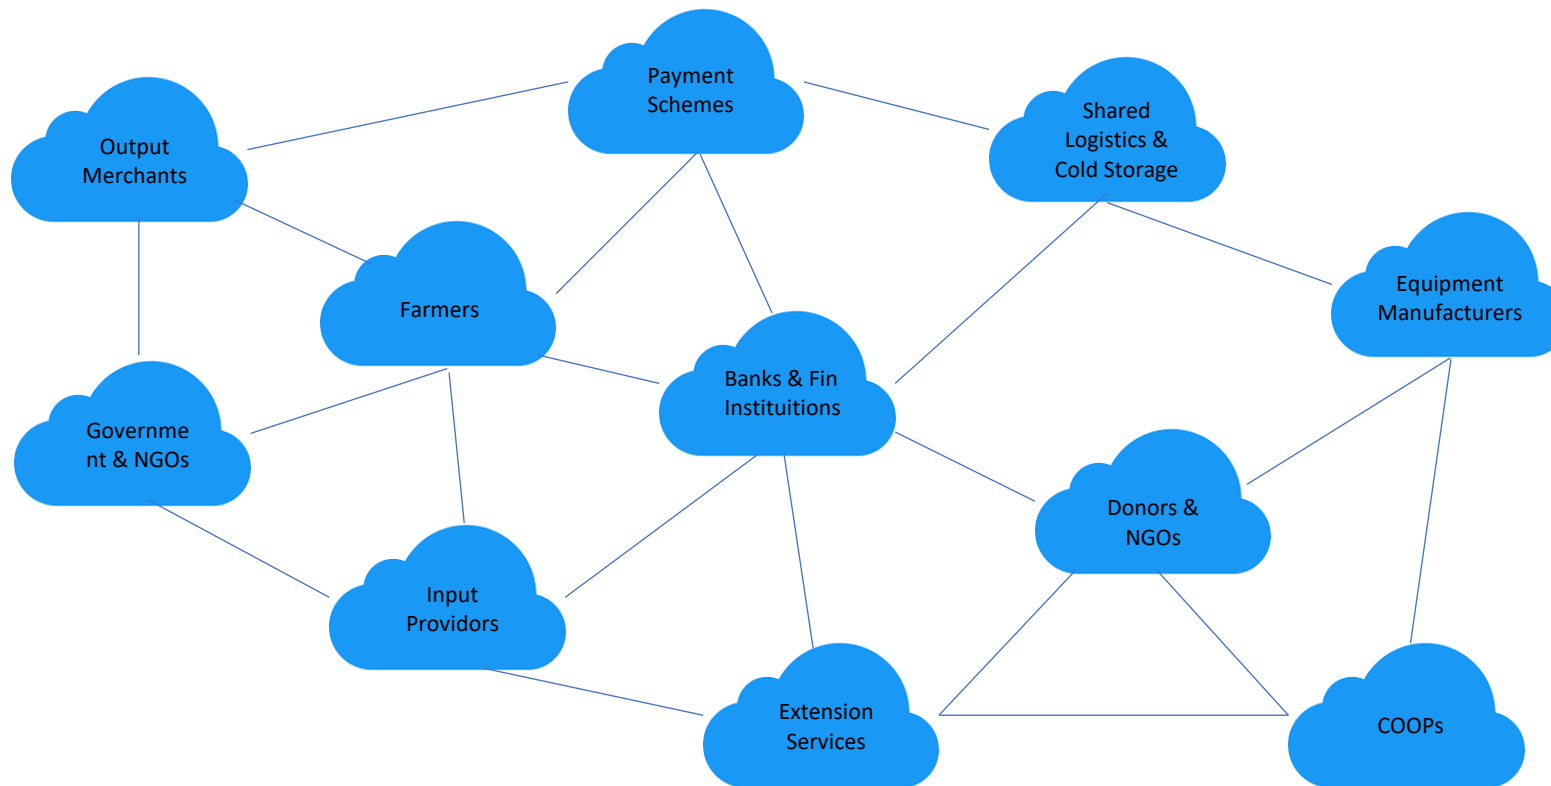 Payment
Schemes
Shared
Logistics &
Cold Storage
Output
Merchants
Equipment
Manufacturers
Farmers
Banks & Fin
Instituitions
Governme
nt & NGOs
Donors &
NGOs
Input
Providors
Extension
Services
COOPs